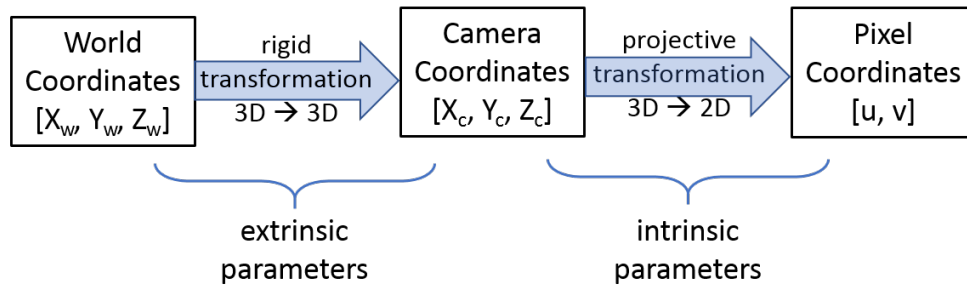 World
Coordinates
[Xw, Yw, Zw]
rigid
transformation
3D → 3D
Camera
Coordinates
[Xc, Yc, Zc]
projective
transformation
3D → 2D
Pixel
Coordinates
[u, v]
extrinsic
parameters
intrinsic
parameters